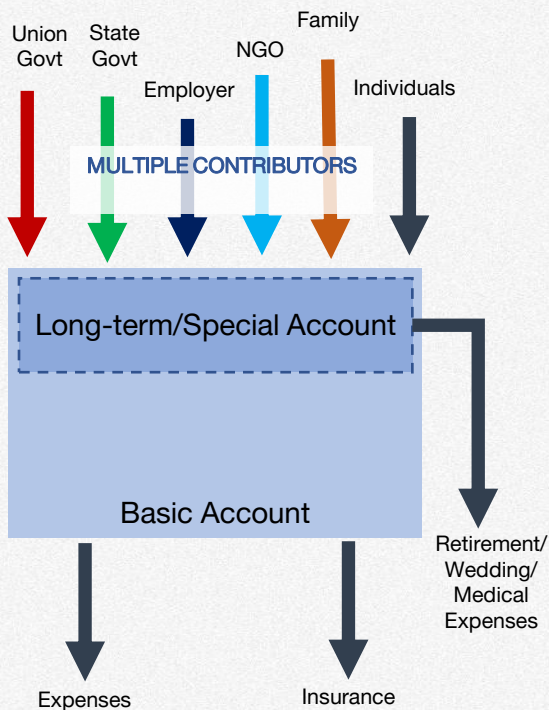 Union
Govt
State
Govt
Employer
NGO
Family
Individuals
MULTIPLE CONTRIBUTORS
Long-term/Special Account
Basic Account
Retirement/
Wedding/
Medical
Expenses
Expenses
Insurance